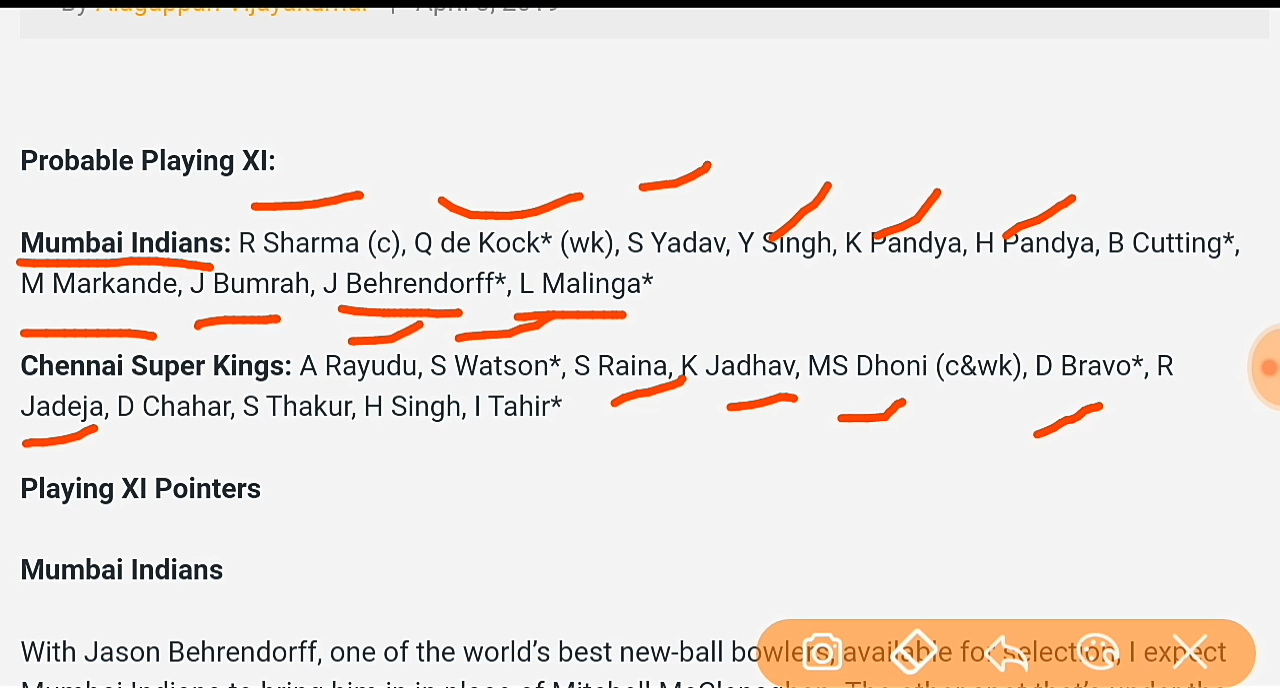 Probable Playing XI:
Mumbai Indians: R Sharma (c), Q de Kock* (wk), S Yadav, Y Singh, K Pandya, H Pandya, B Cutting*,
M Markande, J Bumrah, J Behrendorff*, L Malinga*
Chennai Super Kings: A Rayudu, S Watson*, S Raina, K Jadhav, MS Dhoni (c&wk), D Bravo*, R
Jadeja, D Chahar, S Thakur, H Singh, I Tahir*
Playing XI Pointers
Mumbai Indians
With Jason Behrendorff, one of the world's best new-ball bowlers, available for selection, I expect